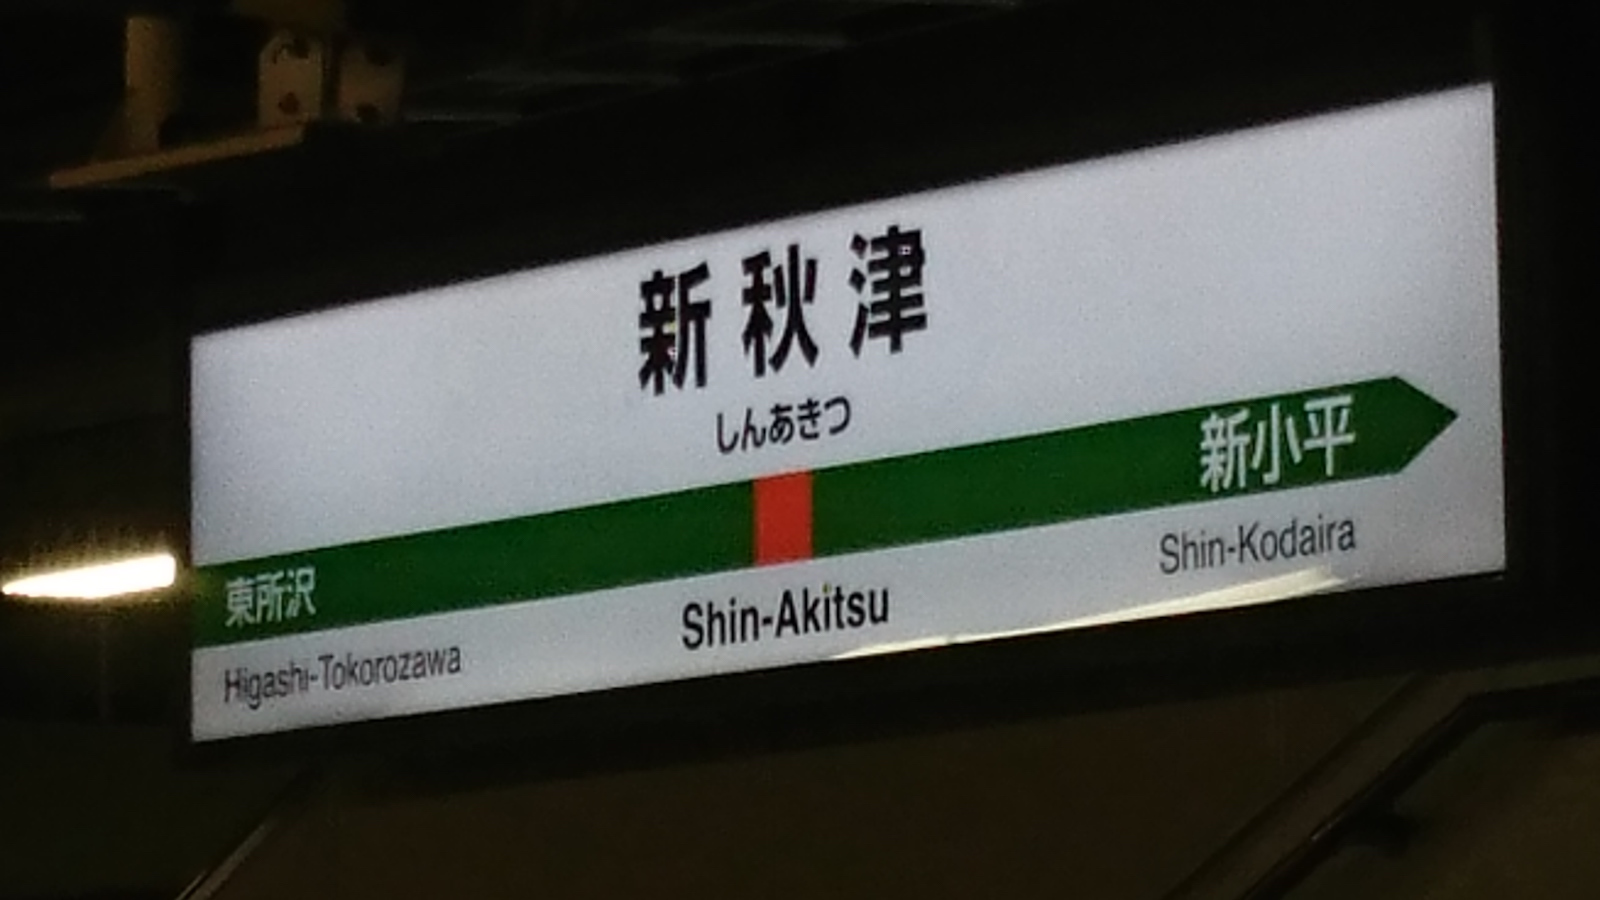 新秋津
しんあきつ
東所沢
新小平
Higashi-Tokorozawa
Shin-Akitsu
Shin-Kodaira